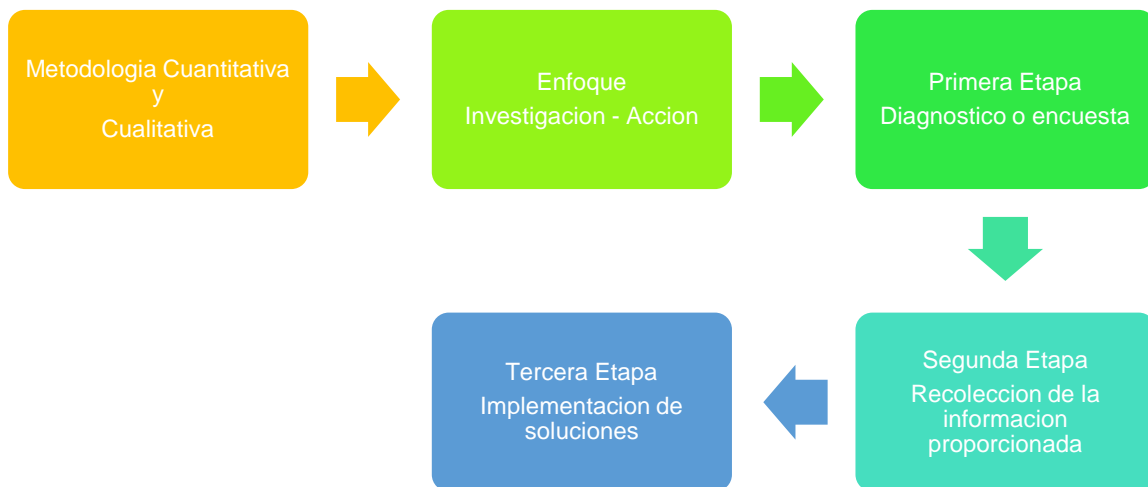 Metodologia Cuantitativa
y
Cualitativa
Enfoque
Investigacion - Accion
Primera Etapa
Diagnostico o encuesta
Segunda Etapa
Recoleccion de la
informacion
proporcionada
Tercera Etapa
Implementacion de
soluciones